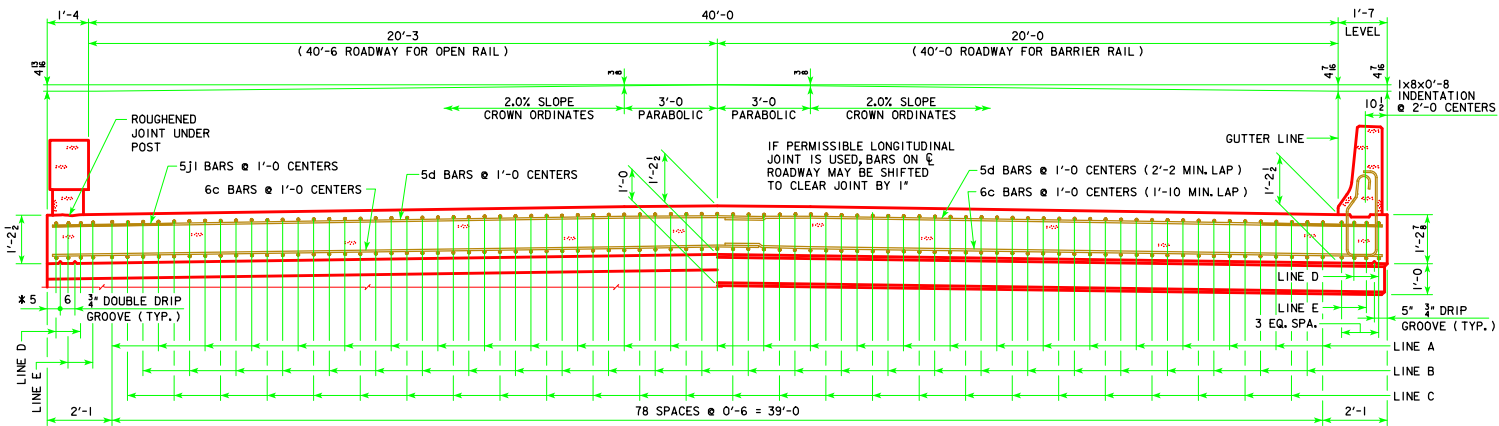 1'-4
40'-0
1'-7
LEVEL
20'-3
(40'-6 ROADWAY FOR OPEN RAIL)
20'-0
(40'-0 ROADWAY FOR BARRIER RAIL)
4 13/16
3/8
3/8
4 7/16
4 7/16
2.0% SLOPE
CROWN ORDINATES
3'-0
PARABOLIC
3'-0
PARABOLIC
2.0% SLOPE
CROWN ORDINATES
1x8x0'-8
INDENTATION
@ 2'-0 CENTERS
10 1/2
ROUGHENED
JOINT UNDER
POST
GUTTER LINE
5j1 BARS @ 1'-0 CENTERS
6c BARS @ 1'-0 CENTERS
5d BARS @ 1'-0 CENTERS
1'-0
1'-2 1/2
IF PERMISSIBLE LONGITUDINAL
JOINT IS USED, BARS ON ℄
ROADWAY MAY BE SHIFTED
TO CLEAR JOINT BY 1"
5d BARS @ 1'-0 CENTERS (2'-2 MIN. LAP)
6c BARS @ 1'-0 CENTERS (1'-10 MIN. LAP)
1'-2 1/2
1'-2 1/2
1'-2 7/8
1'-0
LINE D
LINE E
3 EQ. SPA.
5" 3/4" DRIP
GROOVE (TYP.)
* 5
6
3/4" DOUBLE DRIP
GROOVE (TYP.)
LINE D
LINE E
LINE A
LINE B
LINE C
2'-1
78 SPACES @ 0'-6 = 39'-0
2'-1